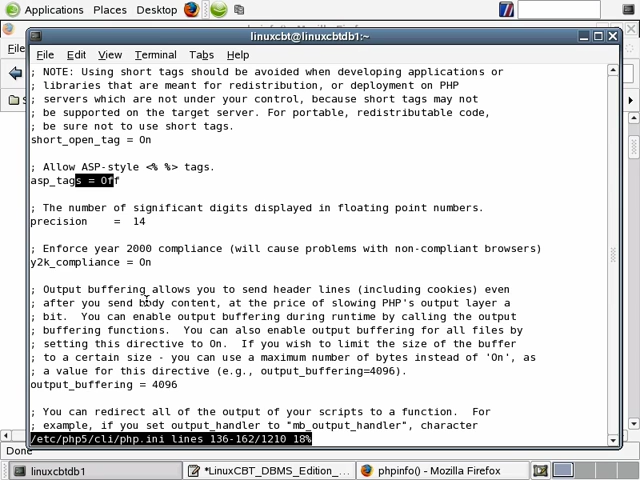 Applications Places Desktop
linuxcbt@linuxcbtdb1:~
File Edit View Terminal Tabs Help
; NOTE: Using short tags should be avoided when developing applications or
; libraries that are meant for redistribution, or deployment on PHP
; servers which are not under your control, because short tags may not
; be supported on the target server. For portable, redistributable code,
; be sure not to use short tags.
short_open_tag = On
; Allow ASP-style <% %> tags.
asp_tags = Off
; The number of significant digits displayed in floating point numbers.
precision    =  14
; Enforce year 2000 compliance (will cause problems with non-compliant browsers)
y2k_compliance = On
; Output buffering allows you to send header lines (including cookies) even
; after you send body content, at the price of slowing PHP's output layer a
; bit.  You can enable output buffering during runtime by calling the output
; buffering functions.  You can also enable output buffering for all files by
; setting this directive to On.  If you wish to limit the size of the buffer
; to a certain size - you can use a maximum number of bytes instead of 'On', as
; a value for this directive (e.g., output_buffering=4096).
output_buffering = 4096
; You can redirect all of the output of your scripts to a function.  For
; example, if you set output_handler to "mb_output_handler", character
/etc/php5/cli/php.ini lines 136-162/1210 18%
Done
linuxcbtdb1 *LinuxCBT_DBMS_Edition_... phpinfo() - Mozilla Firefox